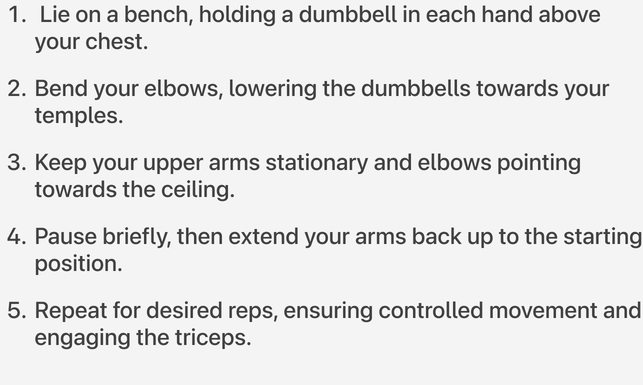 1. Lie on a bench, holding a dumbbell in each hand above
your chest.
2. Bend your elbows, lowering the dumbbells towards your
temples.
3. Keep your upper arms stationary and elbows pointing
towards the ceiling.
4. Pause briefly, then extend your arms back up to the starting
position.
5. Repeat for desired reps, ensuring controlled movement and
engaging the triceps.